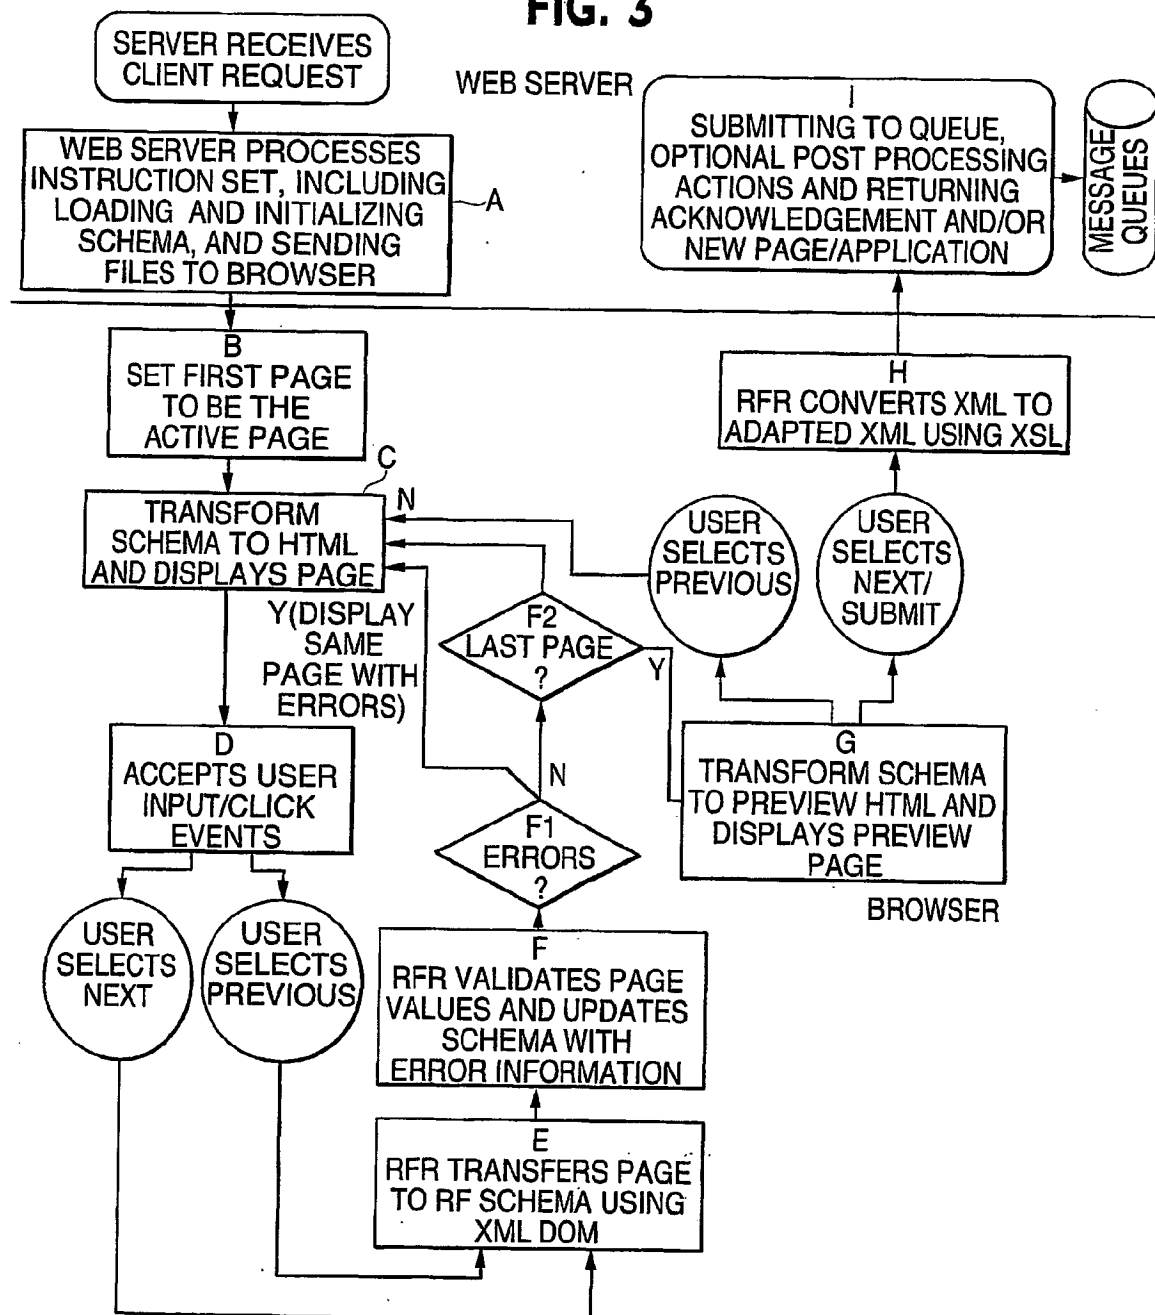 FIG. 3
SERVER RECEIVES
CLIENT REQUEST
WEB SERVER PROCESSES
INSTRUCTION SET, INCLUDING
LOADING AND INITIALIZING
SCHEMA, AND SENDING
FILES TO BROWSER
A
WEB SERVER
I
SUBMITTING TO QUEUE,
OPTIONAL POST PROCESSING
ACTIONS AND RETURNING
ACKNOWLEDGEMENT AND/OR
NEW PAGE/APPLICATION
MESSAGE
QUEUES
B
SET FIRST PAGE
TO BE THE
ACTIVE PAGE
H
RFR CONVERTS XML TO
ADAPTED XML USING XSL
C
TRANSFORM
SCHEMA TO HTML
AND DISPLAYS PAGE
N
USER
SELECTS
PREVIOUS
USER
SELECTS
NEXT/
SUBMIT
Y(DISPLAY
SAME
PAGE WITH
ERRORS)
F2
LAST PAGE
?
Y
D
ACCEPTS USER
INPUT/CLICK
EVENTS
N
F1
ERRORS
?
G
TRANSFORM SCHEMA
TO PREVIEW HTML AND
DISPLAYS PREVIEW
PAGE
BROWSER
USER
SELECTS
NEXT
USER
SELECTS
PREVIOUS
F
RFR VALIDATES PAGE
VALUES AND UPDATES
SCHEMA WITH
ERROR INFORMATION
E
RFR TRANSFERS PAGE
TO RF SCHEMA USING
XML DOM